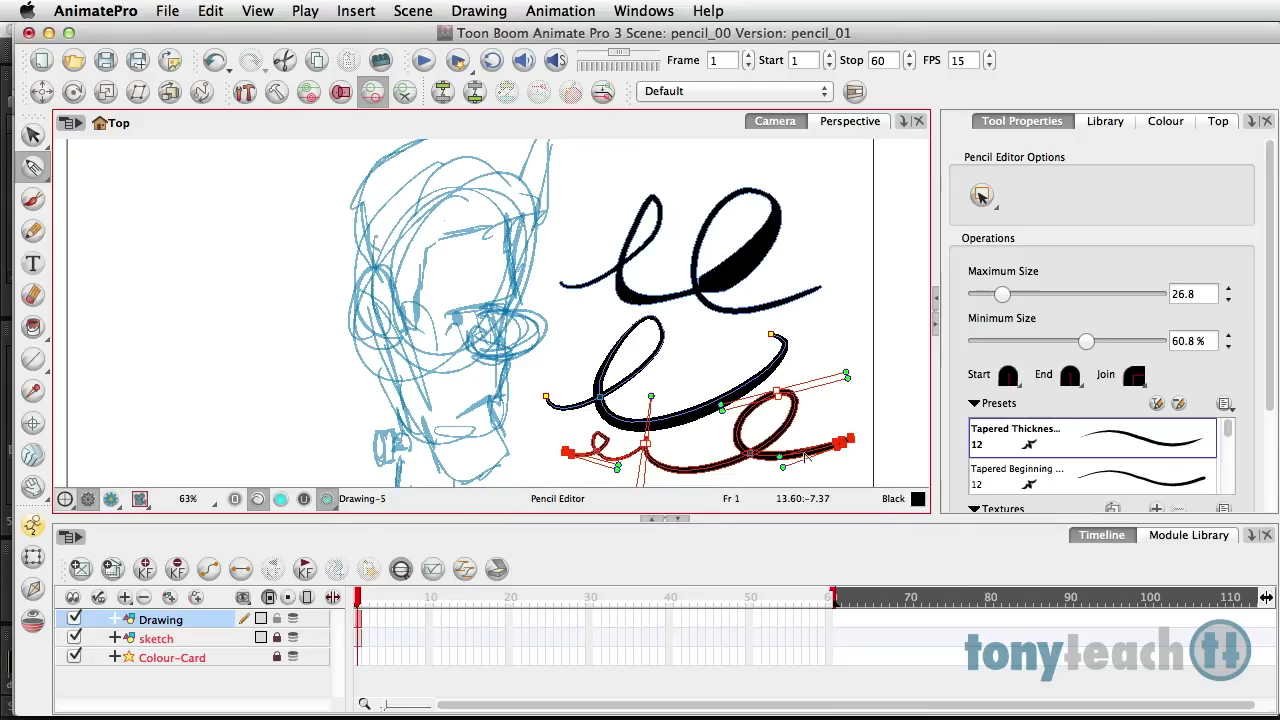 AnimatePro File Edit View Play Insert Scene Drawing Animation Windows Help
Toon Boom Animate Pro 3 Scene: pencil_00 Version: pencil_01
Frame 1 Start 1 Stop 60 FPS 15
Default
Top Camera Perspective
Tool Properties Library Colour Top
Pencil Editor Options
Operations
Maximum Size
26.8
Minimum Size
60.8 %
Start End Join
Presets
Tapered Thicknes...
12
Tapered Beginning ...
12
Textures
63% Drawing-5 Pencil Editor Fr 1 13.60:-7.37 Black
Timeline Module Library
10 20 30 40 50 60 70 80 90 100 110
Drawing
sketch
Colour-Card
tonyteach tt